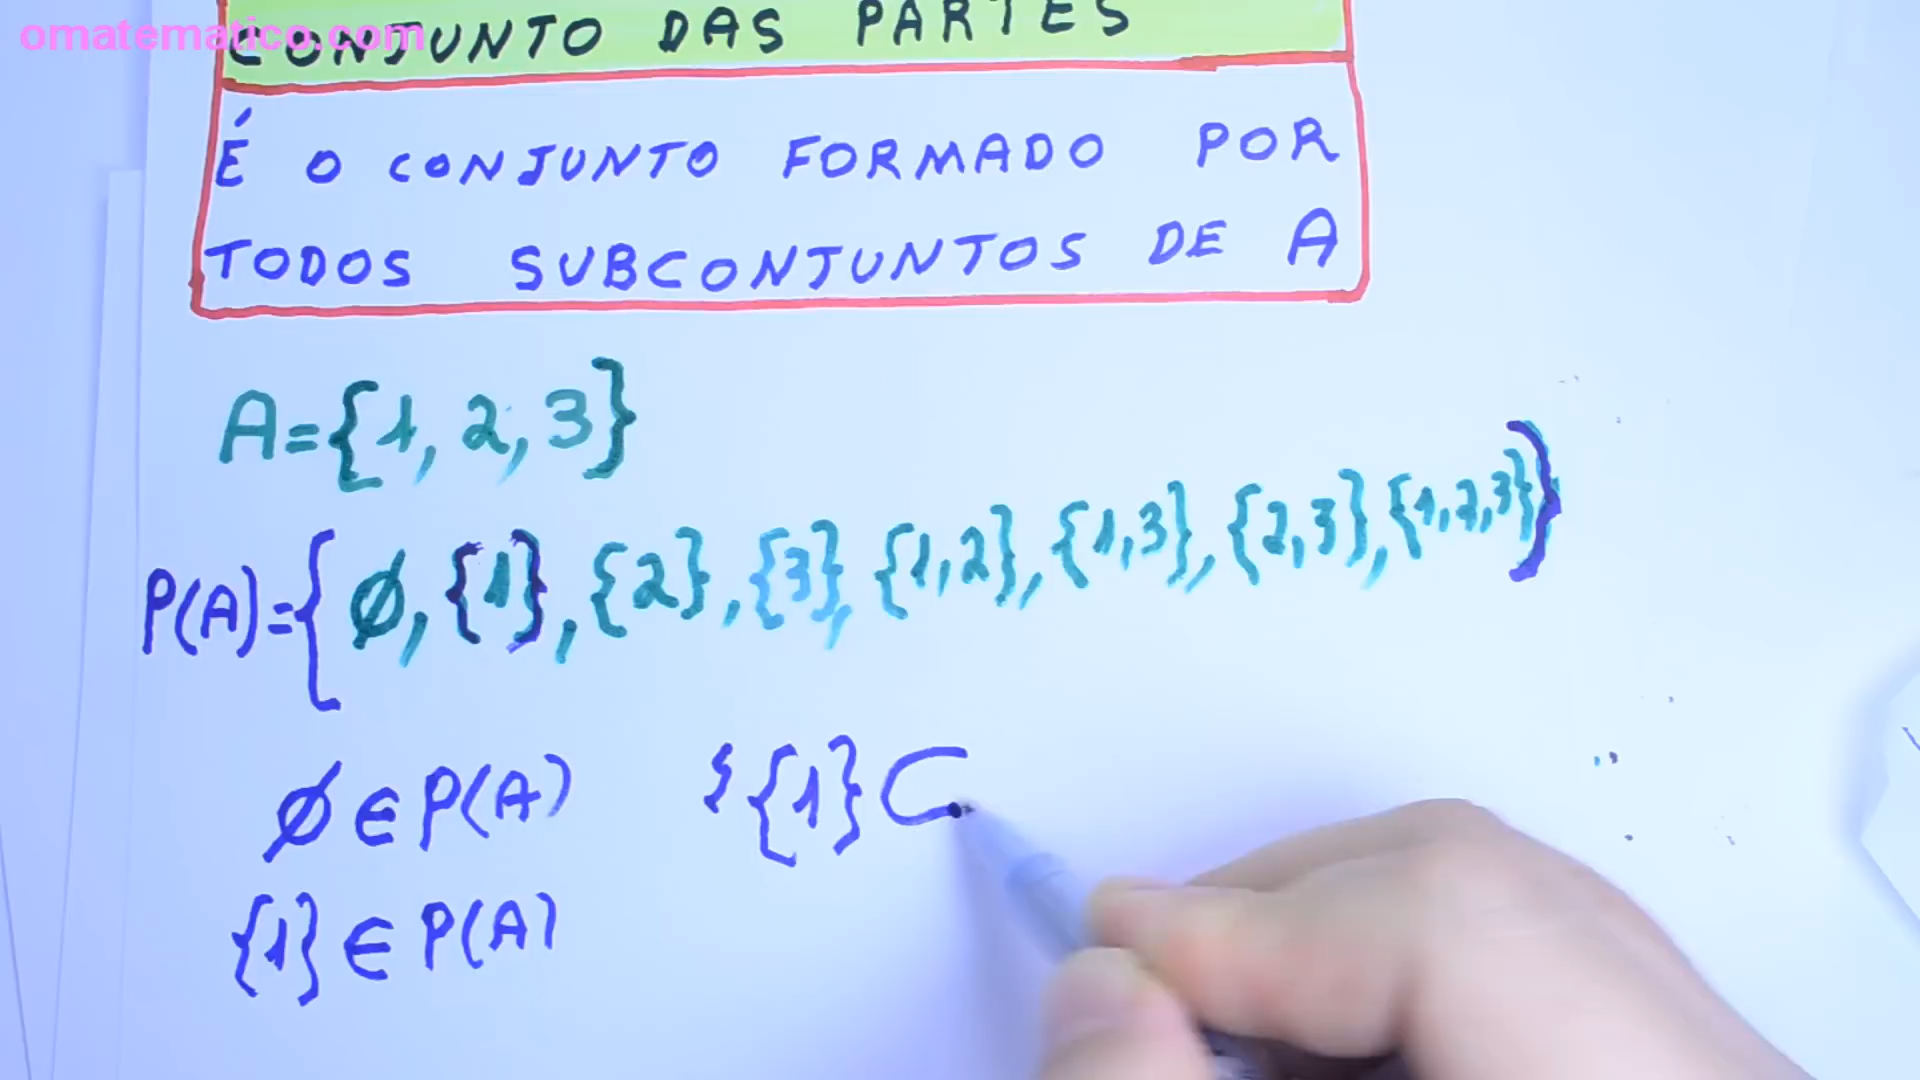 omatematico.com
CONJUNTO DAS PARTES
É O CONJUNTO FORMADO POR
TODOS SUBCONJUNTOS DE A
A={1,2,3}
P(A)={∅,{1},{2},{3},{1,2},{1,3},{2,3},{1,2,3}}
∅∈P(A) {{1}⊂
{1}∈P(A)